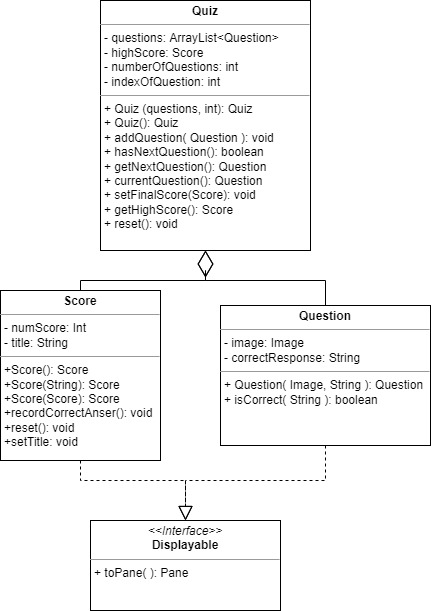 Quiz
- questions: ArrayList<Question>
- highScore: Score
- numberOfQuestions: int
- indexOfQuestion: int
+ Quiz (questions, int): Quiz
+ Quiz(): Quiz
+ addQuestion( Question ): void
+ hasNextQuestion(): boolean
+ getNextQuestion(): Question
+ currentQuestion(): Question
+ setFinalScore(Score): void
+ getHighScore(): Score
+ reset(): void
Score
- numScore: Int
- title: String
+Score(): Score
+Score(String): Score
+Score(Score): Score
+recordCorrectAnser(): void
+reset(): void
+setTitle: void
Question
- image: Image
- correctResponse: String
+ Question( Image, String ): Question
+ isCorrect( String ): boolean
<<Interface>>
Displayable
+ toPane( ): Pane